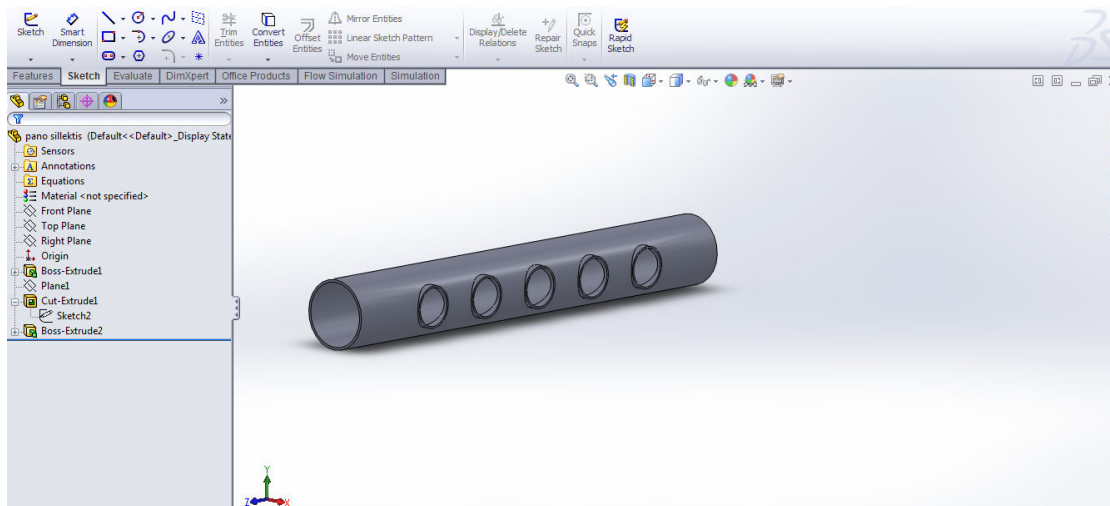 Sketch
Smart Dimension
Trim Entities
Convert Entities
Offset Entities
Mirror Entities
Linear Sketch Pattern
Move Entities
Display/Delete Relations
Repair Sketch
Quick Snaps
Rapid Sketch
Features Sketch Evaluate DimXpert Office Products Flow Simulation Simulation
pano sillektis (Default<<Default>_Display State
Sensors
Annotations
Equations
Material <not specified>
Front Plane
Top Plane
Right Plane
Origin
Boss-Extrude1
Plane1
Cut-Extrude1
Sketch2
Boss-Extrude2
Y
Z X